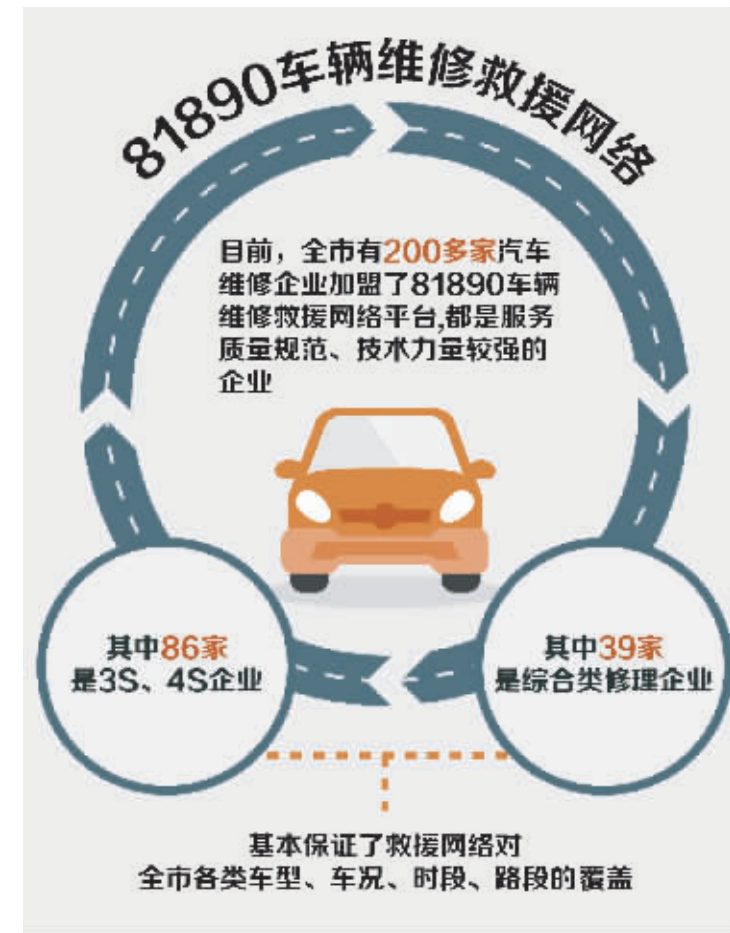 81890车辆维修救援网络
目前，全市有200多家汽车
维修企业加盟了81890车辆
维修救援网络平台,都是服务
质量规范、技术力量较强的
企业
其中86家
是3S、4S企业
其中39家
是综合类修理企业
基本保证了救援网络对
全市各类车型、车况、时段、路段的覆盖